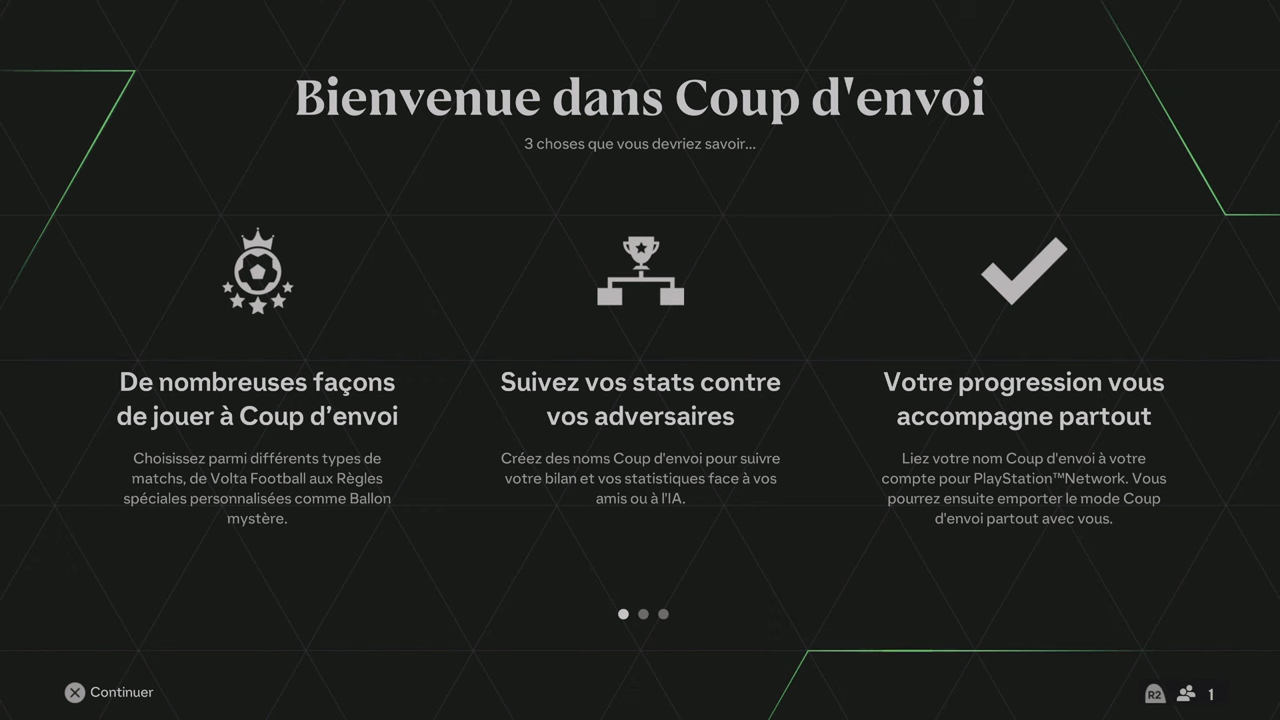 Bienvenue dans Coup d'envoi
3 choses que vous devriez savoir...
De nombreuses façons
de jouer à Coup d’envoi
Choisissez parmi différents types de
matchs, de Volta Football aux Règles
spéciales personnalisées comme Ballon
mystère.
Suivez vos stats contre
vos adversaires
Créez des noms Coup d'envoi pour suivre
votre bilan et vos statistiques face à vos
amis ou à l'IA.
Votre progression vous
accompagne partout
Liez votre nom Coup d'envoi à votre
compte pour PlayStation™Network. Vous
pourrez ensuite emporter le mode Coup
d'envoi partout avec vous.
Continuer
R2 1